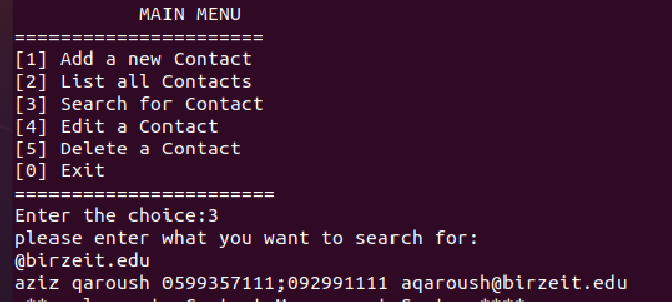 MAIN MENU
======================
[1] Add a new Contact
[2] List all Contacts
[3] Search for Contact
[4] Edit a Contact
[5] Delete a Contact
[0] Exit
=======================
Enter the choice:3
please enter what you want to search for:
@birzeit.edu
aziz qaroush 0599357111;092991111 aqaroush@birzeit.edu